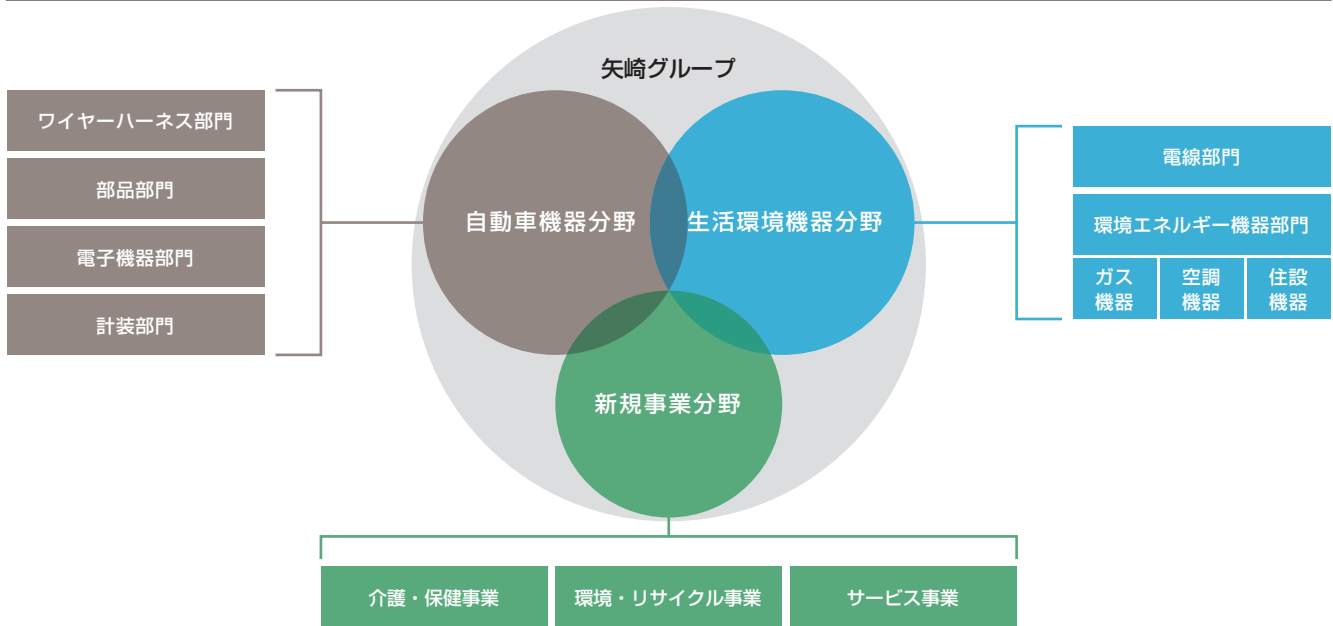 矢崎グループ
ワイヤーハーネス部門
部品部門
電子機器部門
計装部門
自動車機器分野
生活環境機器分野
新規事業分野
電線部門
環境エネルギー機器部門
ガス
機器
空調
機器
住設
機器
介護・保健事業
環境・リサイクル事業
サービス事業